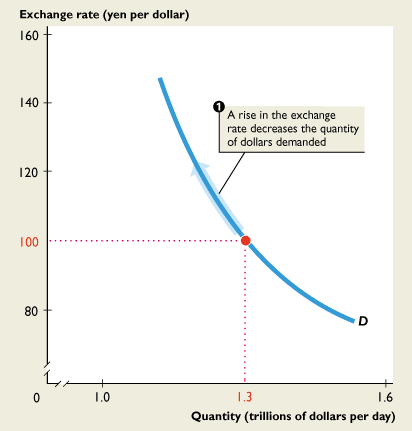 Exchange rate (yen per dollar)
160
140
1
A rise in the exchange
rate decreases the quantity
of dollars demanded
120
100
80
D
0
1.0
1.3
1.6
Quantity (trillions of dollars per day)